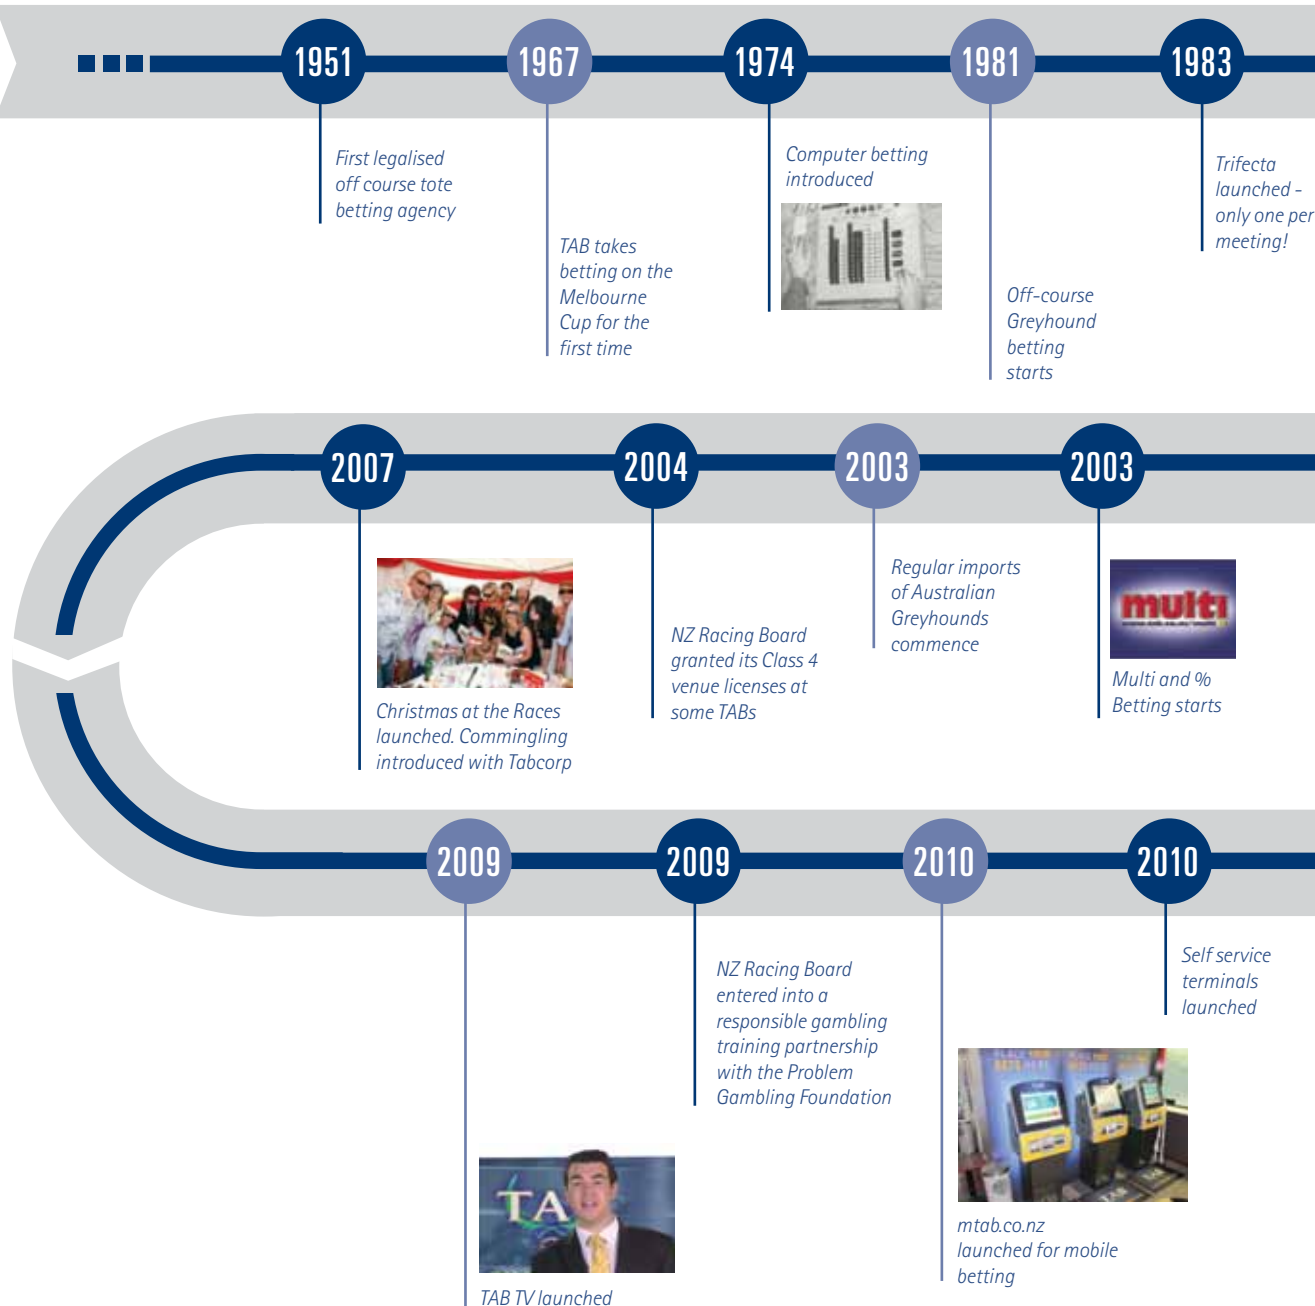 1951
First legalised
off course tote
betting agency
1967
TAB takes
betting on the
Melbourne
Cup for the
first time
1974
Computer betting
introduced
1981
Off-course
Greyhound
betting
starts
1983
Trifecta
launched -
only one per
meeting!
2007
Christmas at the Races
launched. Commingling
introduced with Tabcorp
2004
NZ Racing Board
granted its Class 4
venue licenses at
some TABs
2003
Regular imports
of Australian
Greyhounds
commence
2003
multi
Multi and %
Betting starts
2009
TA
TAB TV launched
2009
NZ Racing Board
entered into a
responsible gambling
training partnership
with the Problem
Gambling Foundation
2010
mtab.co.nz
launched for mobile
betting
2010
Self service
terminals
launched
TAB